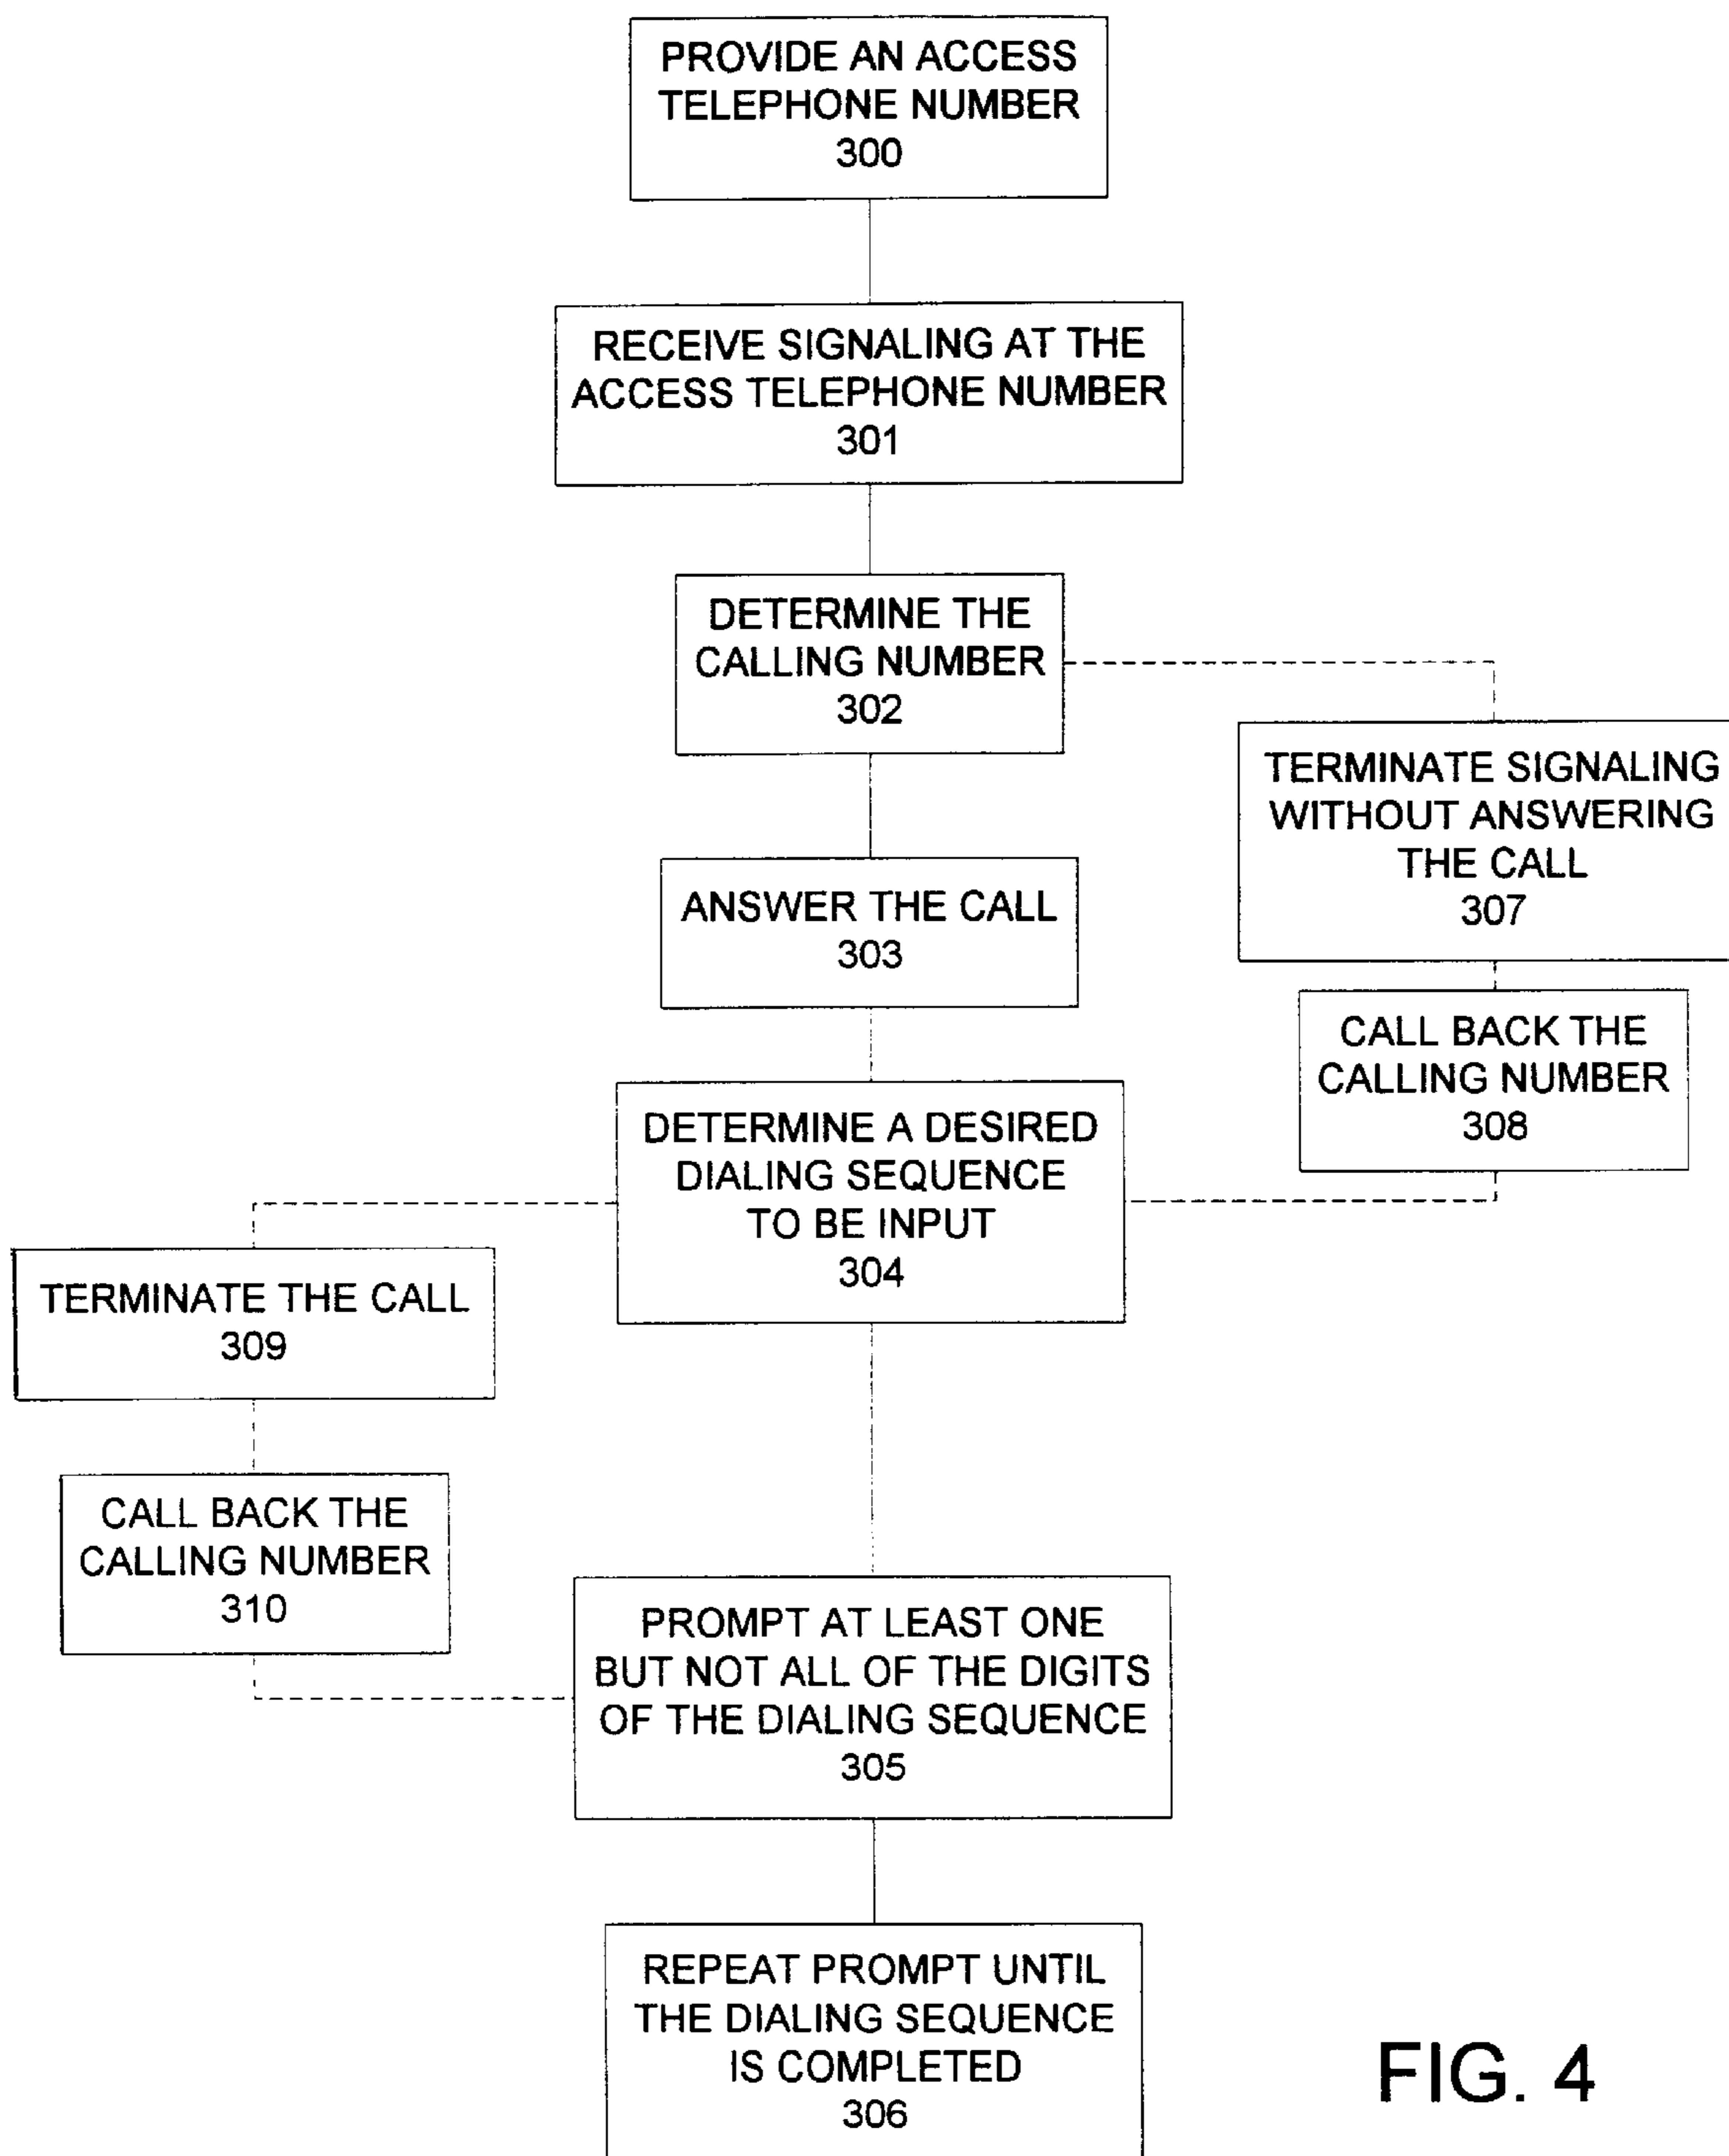 PROVIDE AN ACCESS
TELEPHONE NUMBER
300
RECEIVE SIGNALING AT THE
ACCESS TELEPHONE NUMBER
301
DETERMINE THE
CALLING NUMBER
302
TERMINATE SIGNALING
WITHOUT ANSWERING
THE CALL
307
ANSWER THE CALL
303
CALL BACK THE
CALLING NUMBER
308
DETERMINE A DESIRED
DIALING SEQUENCE
TO BE INPUT
304
TERMINATE THE CALL
309
CALL BACK THE
CALLING NUMBER
310
PROMPT AT LEAST ONE
BUT NOT ALL OF THE DIGITS
OF THE DIALING SEQUENCE
305
REPEAT PROMPT UNTIL
THE DIALING SEQUENCE
IS COMPLETED
306
FIG. 4